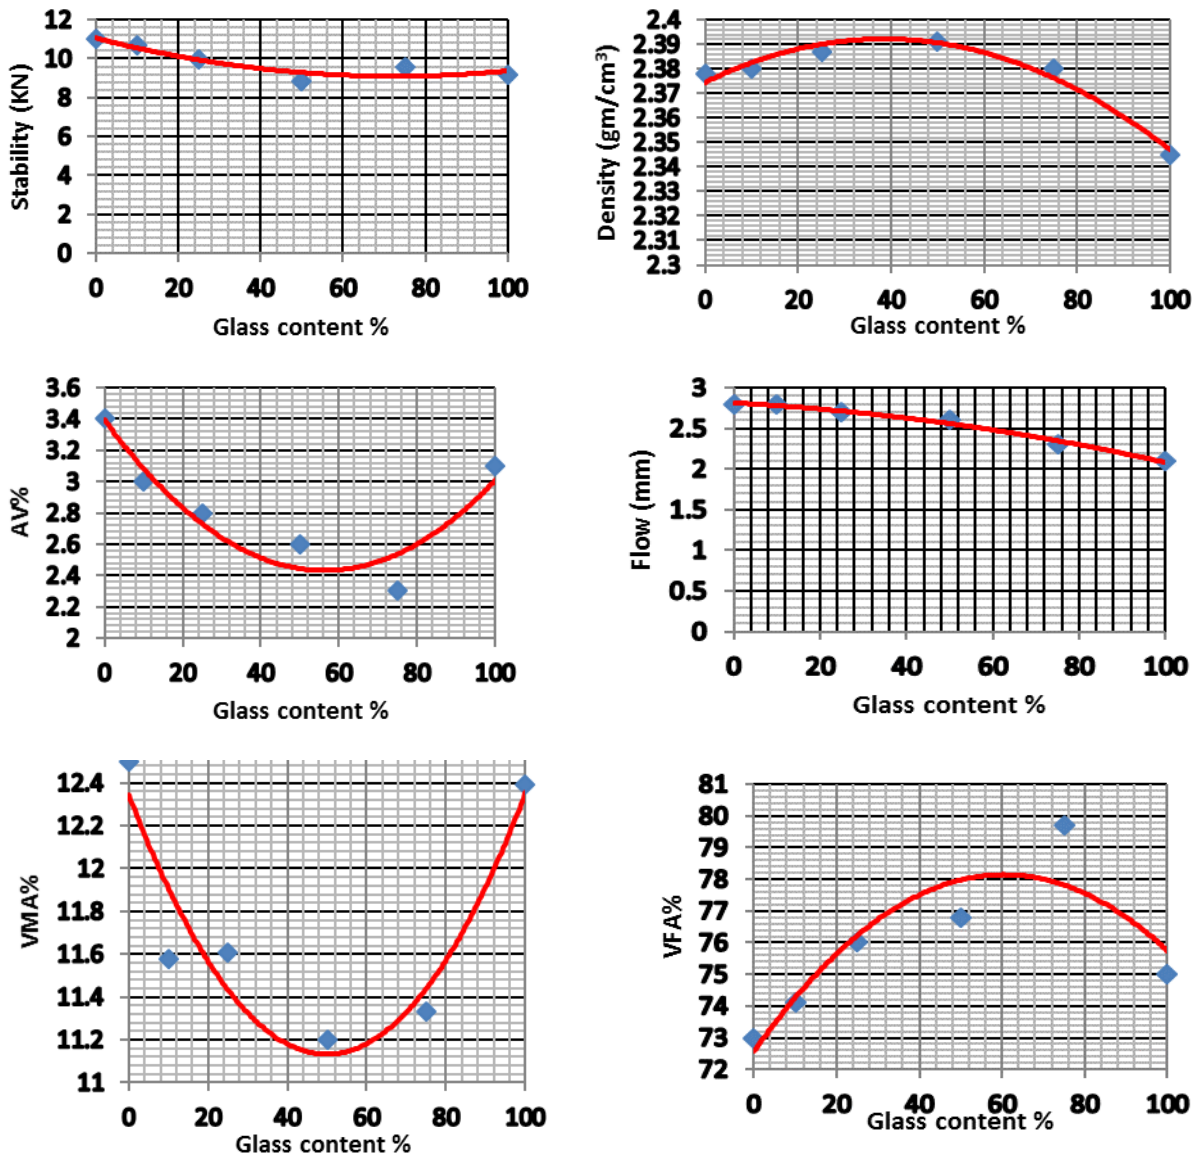 Stability (KN)
12
10
8
6
4
2
0
0 20 40 60 80 100
Glass content %
Density (gm/cm³)
2.4
2.39
2.38
2.37
2.36
2.35
2.34
2.33
2.32
2.31
2.3
0 20 40 60 80 100
Glass content %
AV%
3.6
3.4
3.2
3
2.8
2.6
2.4
2.2
2
0 20 40 60 80 100
Glass content %
Flow (mm)
3
2.5
2
1.5
1
0.5
0
0 20 40 60 80 100
Glass content %
VMA%
12.4
12.2
12
11.8
11.6
11.4
11.2
11
0 20 40 60 80 100
Glass content %
VFA%
81
80
79
78
77
76
75
74
73
72
0 20 40 60 80 100
Glass content %